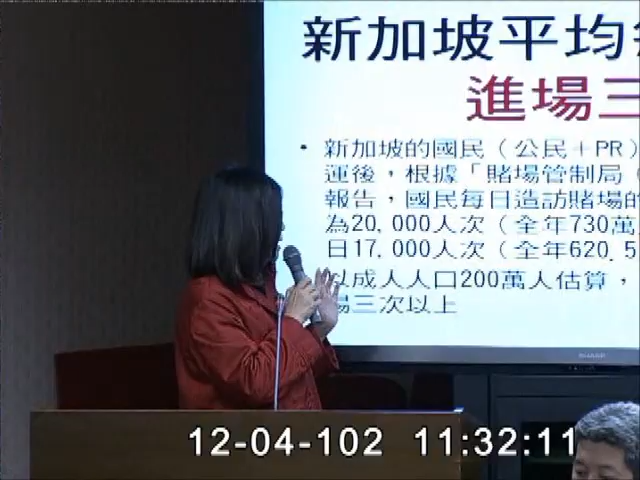 新加坡平均
進場三
• 新加坡的國民（公民＋PR）
運後，根據「賭場管制局（
報告，國民每日造訪賭場的
為20,000人次（全年730萬
日17,000人次（全年620.5
以成人人口200萬人估算，
場三次以上
SHARP
12-04-102 11:32:11